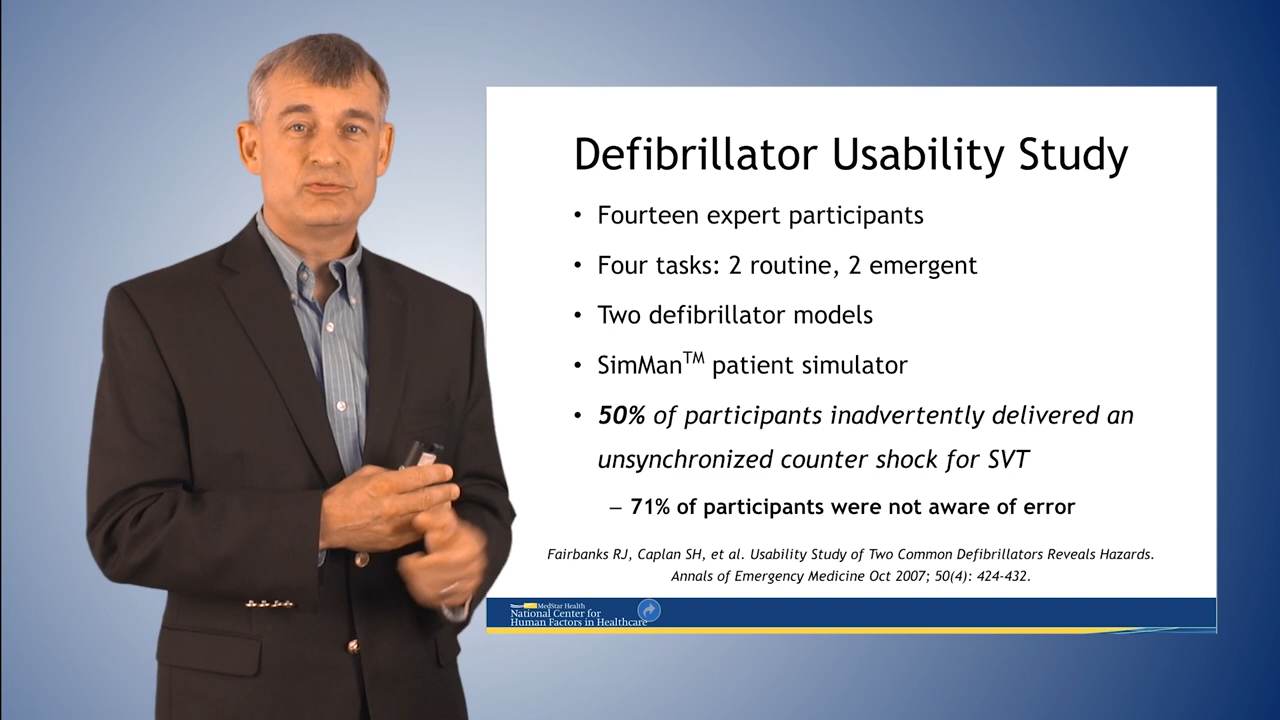 Defibrillator Usability Study
• Fourteen expert participants
• Four tasks: 2 routine, 2 emergent
• Two defibrillator models
• SimMan™ patient simulator
• 50% of participants inadvertently delivered an
unsynchronized counter shock for SVT
– 71% of participants were not aware of error
Fairbanks RJ, Caplan SH, et al. Usability Study of Two Common Defibrillators Reveals Hazards.
Annals of Emergency Medicine Oct 2007; 50(4): 424-432.
MedStar Health
National Center for
Human Factors in Healthcare